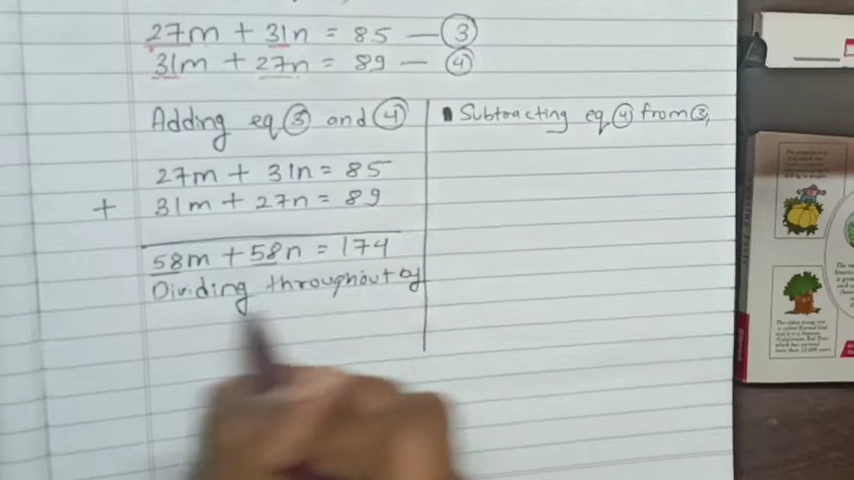 27m + 31n = 85 — ③
31m + 27n = 89 — ④
Adding eq ③ and ④
27m + 31n = 85
+ 31m + 27n = 89
58m + 58n = 174
Dividing throughout by
Subtracting eq ④ from ③,